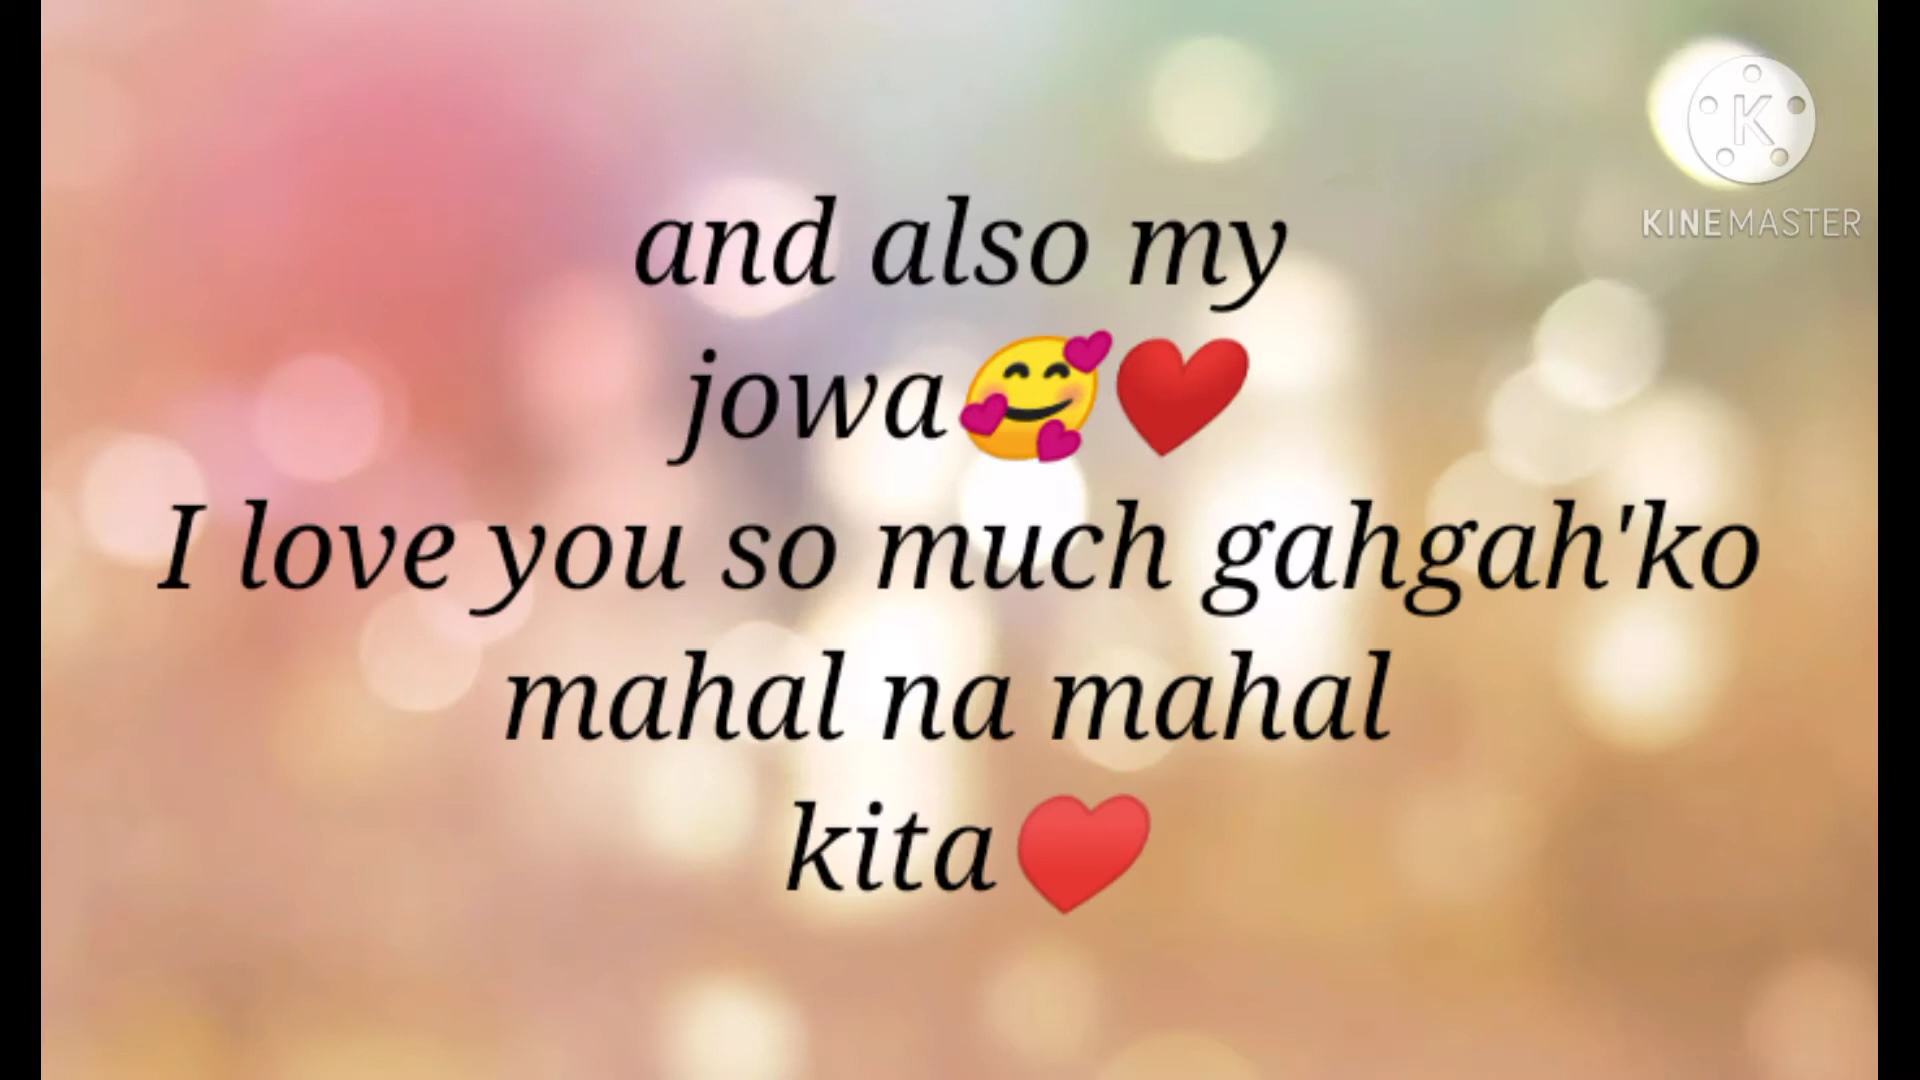 and also my
jowa🥰❤️
I love you so much gahgah'ko
mahal na mahal
kita❤️
K
KINEMASTER